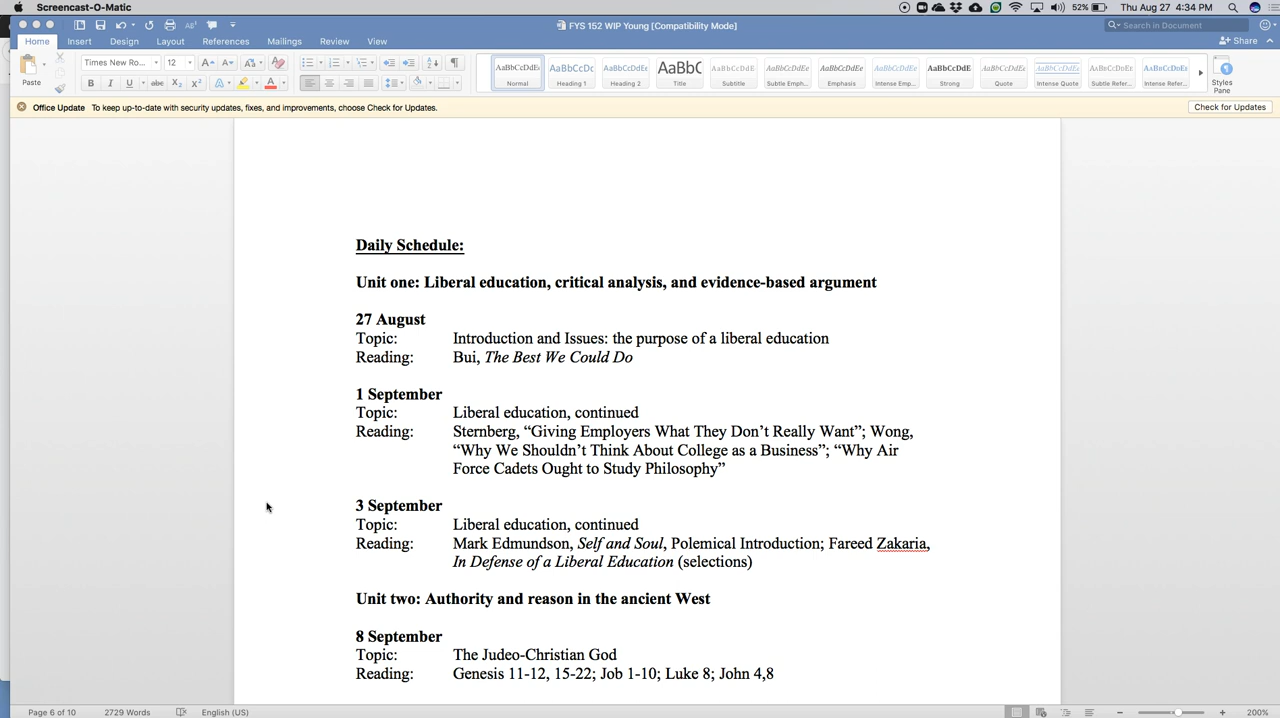 Screencast-O-Matic
52%
Thu Aug 27 4:34 PM
FYS 152 WIP Young [Compatibility Mode]
Search in Document
Home Insert Design Layout References Mailings Review View
Share
Paste
Times New Ro...
12
AaBbCcDdEe AaBbCcDc AaBbCcDdEe AaBbC AaBbCcDdEe AaBbCcDdEe AaBbCcDdEe AaBbCcDdEe AaBbCcDdE AaBbCcDdEe AaBbCcDdEe AaBbCcDdEe AaBbCcDdEe
Normal Heading 1 Heading 2 Title Subtitle Subtle Emph... Emphasis Intense Emp... Strong Quote Intense Quote Subtle Refer... Intense Refer...
Styles
Pane
Office Update To keep up-to-date with security updates, fixes, and improvements, choose Check for Updates.
Check for Updates
Daily Schedule:
Unit one: Liberal education, critical analysis, and evidence-based argument
27 August
Topic: Introduction and Issues: the purpose of a liberal education
Reading: Bui, The Best We Could Do
1 September
Topic: Liberal education, continued
Reading: Sternberg, “Giving Employers What They Don’t Really Want”; Wong,
“Why We Shouldn’t Think About College as a Business”; “Why Air
Force Cadets Ought to Study Philosophy”
3 September
Topic: Liberal education, continued
Reading: Mark Edmundson, Self and Soul, Polemical Introduction; Fareed Zakaria,
In Defense of a Liberal Education (selections)
Unit two: Authority and reason in the ancient West
8 September
Topic: The Judeo-Christian God
Reading: Genesis 11-12, 15-22; Job 1-10; Luke 8; John 4,8
Page 6 of 10 2729 Words English (US) 200%